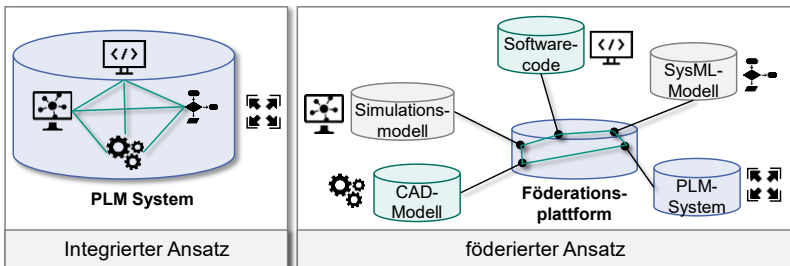 </>
PLM System
Integrierter Ansatz
Software-
code
</>
SysML-
Modell
Simulations-
modell
CAD-
Modell
Föderations-
plattform
PLM-
System
föderierter Ansatz